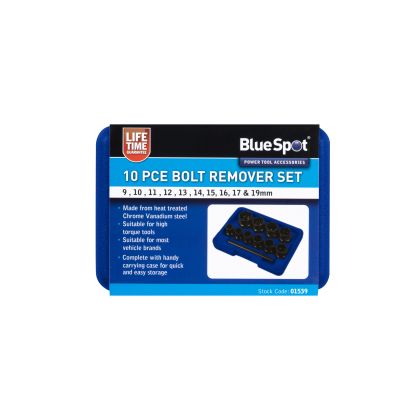 LIFE
TIME
GUARANTEE
BlueSpot
POWER TOOL ACCESSORIES
10 PCE BOLT REMOVER SET
9 , 10 , 11 , 12 , 13 , 14, 15, 16, 17 & 19mm
· Made from heat treated
Chrome Vanadium steel
· Suitable for high
torque tools
· Suitable for most
vehicle brands
· Complete with handy
carrying case for quick
and easy storage
Stock Code: 01539